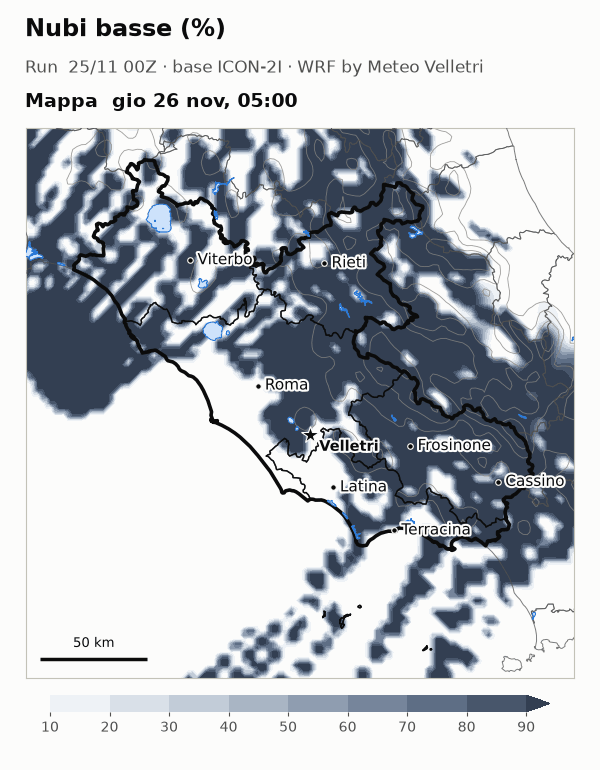 Nubi basse (%)
Run  25/11 00Z · base ICON-2I · WRF by Meteo Velletri
Mappa  gio 26 nov, 05:00
Viterbo
Rieti
Roma
Velletri
Frosinone
Cassino
Latina
Terracina
50 km
10 20 30 40 50 60 70 80 90